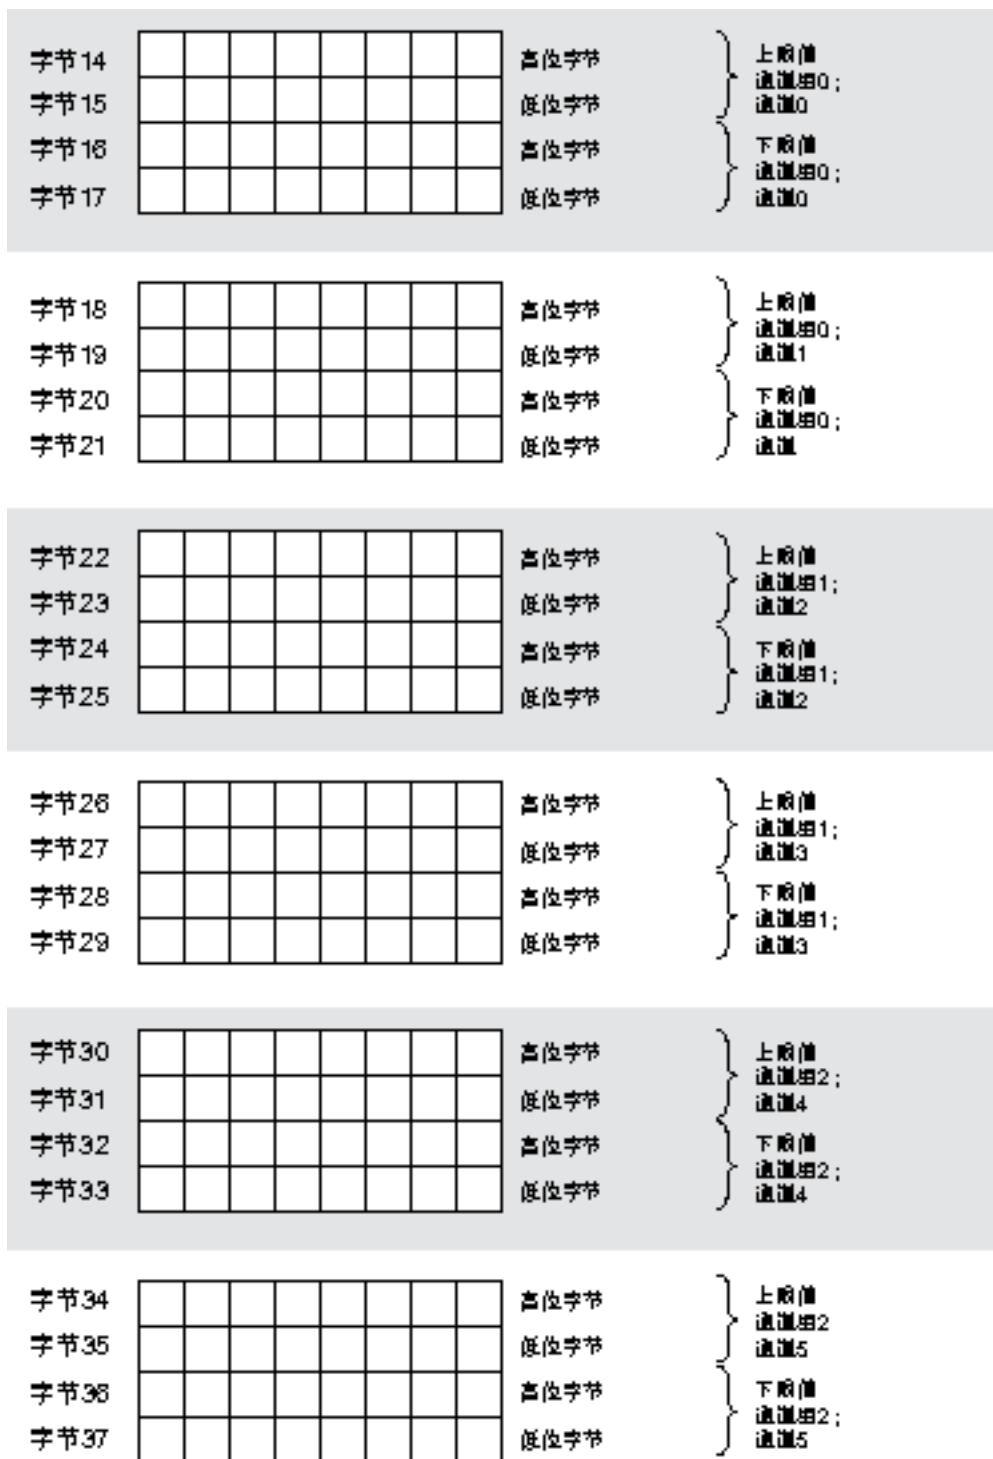 字节14 高位字节 上限值
通道组0;
字节15 低位字节 通道0
字节16 高位字节 下限值
通道组0;
字节17 低位字节 通道0
字节18 高位字节 上限值
通道组0;
字节19 低位字节 通道1
字节20 高位字节 下限值
通道组0;
字节21 低位字节 通道
字节22 高位字节 上限值
通道组1;
字节23 低位字节 通道2
字节24 高位字节 下限值
通道组1;
字节25 低位字节 通道2
字节26 高位字节 上限值
通道组1;
字节27 低位字节 通道3
字节28 高位字节 下限值
通道组1;
字节29 低位字节 通道3
字节30 高位字节 上限值
通道组2;
字节31 低位字节 通道4
字节32 高位字节 下限值
通道组2;
字节33 低位字节 通道4
字节34 高位字节 上限值
通道组2
字节35 低位字节 通道5
字节36 高位字节 下限值
通道组2;
字节37 低位字节 通道5